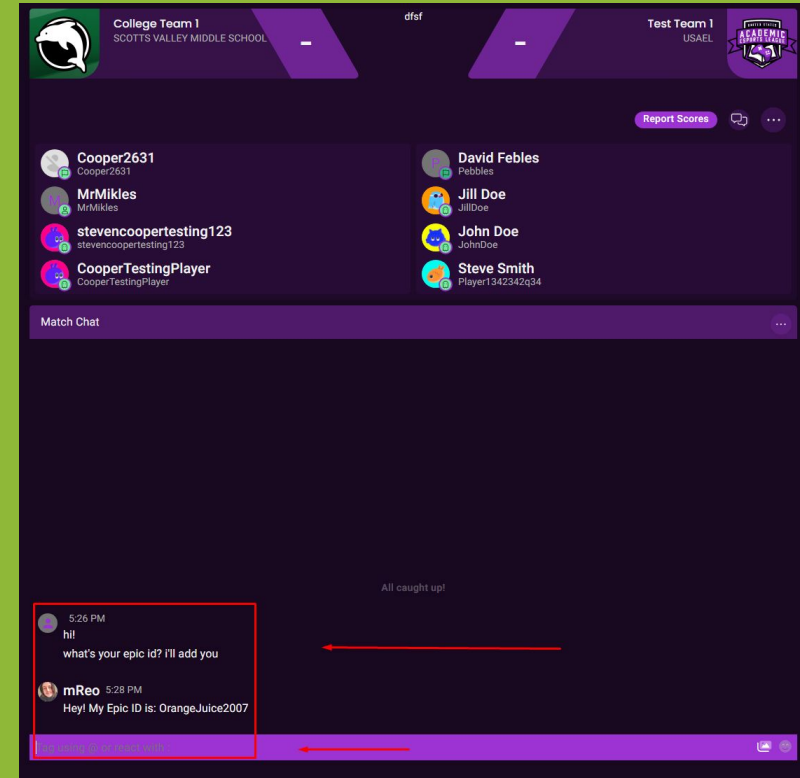 College Team 1
SCOTTS VALLEY MIDDLE SCHOOL
-
dfsf
-
Test Team 1
USAEL
UNITED STATES
ACADEMIC
ESPORTS LEAGUE
Report Scores
Cooper2631
Cooper2631
M
MrMikles
MrMikles
stevencoopertesting123
stevencoopertesting123
CooperTestingPlayer
CooperTestingPlayer
P
David Febles
Pebbles
Jill Doe
JillDoe
John Doe
JohnDoe
Steve Smith
Player1342342q34
Match Chat
All caught up!
5:26 PM
hi!
what's your epic id? i'll add you
mReo 5:28 PM
Hey! My Epic ID is: OrangeJuice2007
Tag using @ or react with :